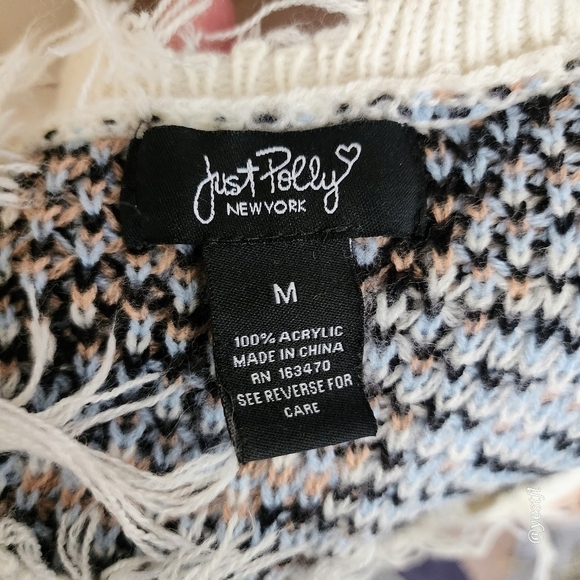 Just Polly
NEW YORK
M
100% ACRYLIC
MADE IN CHINA
RN 163470
SEE REVERSE FOR
CARE